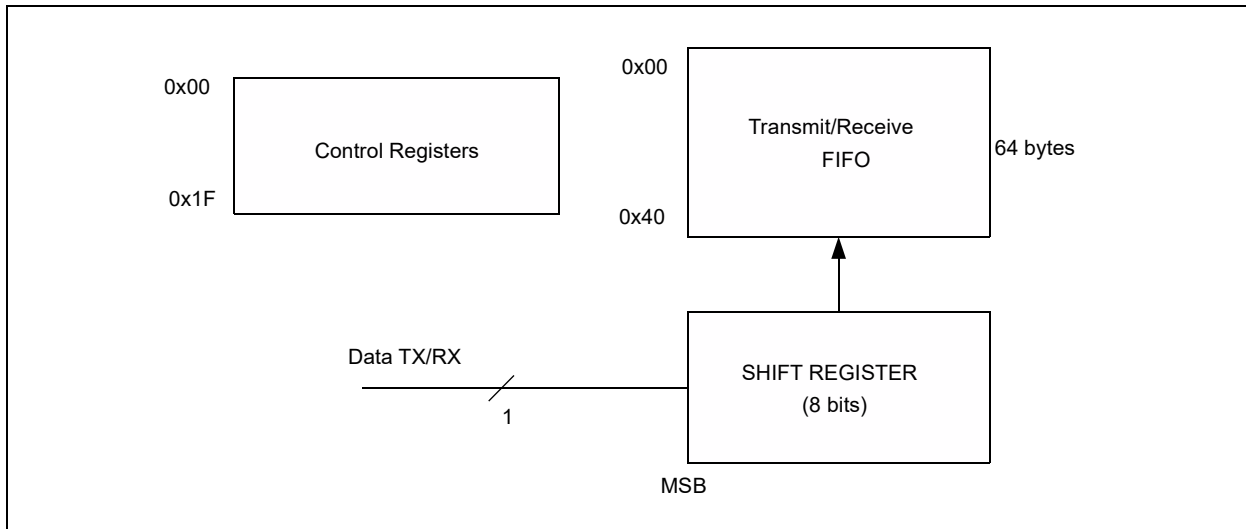 0x00
Control Registers
0x1F
0x00
Transmit/Receive
FIFO
64 bytes
0x40
Data TX/RX
1
SHIFT REGISTER
(8 bits)
MSB